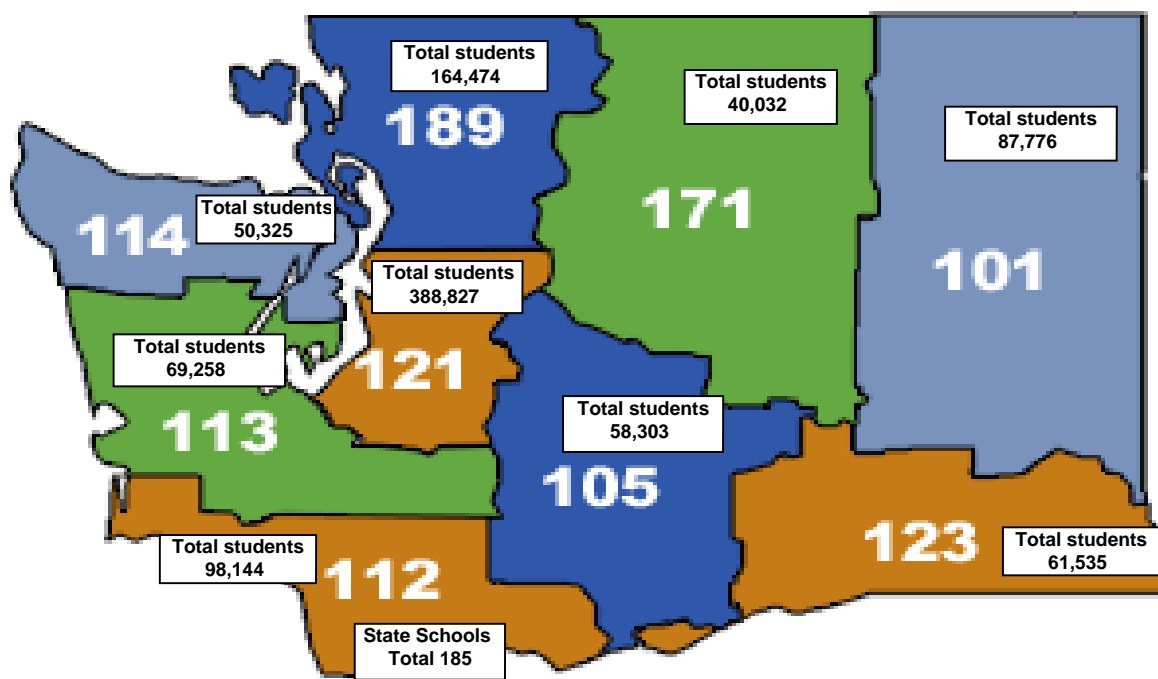 Total students
164,474
189
Total students
40,032
171
Total students
87,776
101
Total students
50,325
114
Total students
388,827
121
Total students
69,258
113
Total students
58,303
105
Total students
61,535
123
Total students
98,144
112
State Schools
Total 185